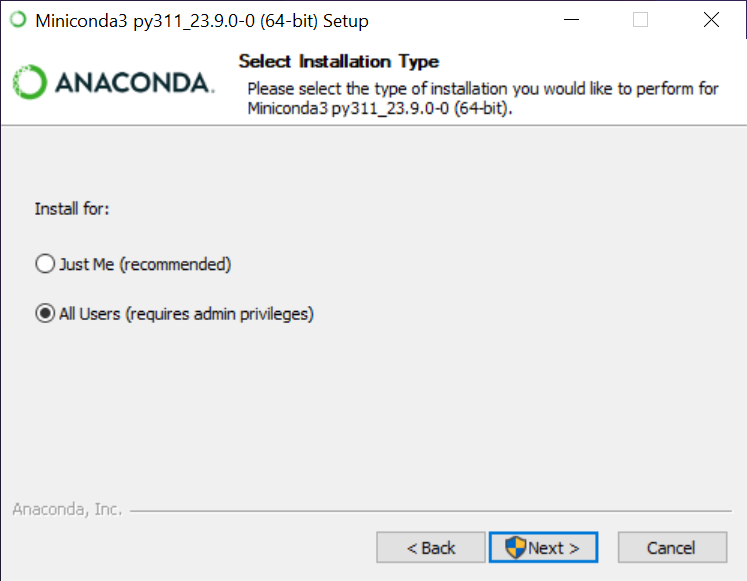 Miniconda3 py311_23.9.0-0 (64-bit) Setup
ANACONDA.
Select Installation Type
Please select the type of installation you would like to perform for
Miniconda3 py311_23.9.0-0 (64-bit).
Install for:
Just Me (recommended)
All Users (requires admin privileges)
Anaconda, Inc.
< Back
Next >
Cancel